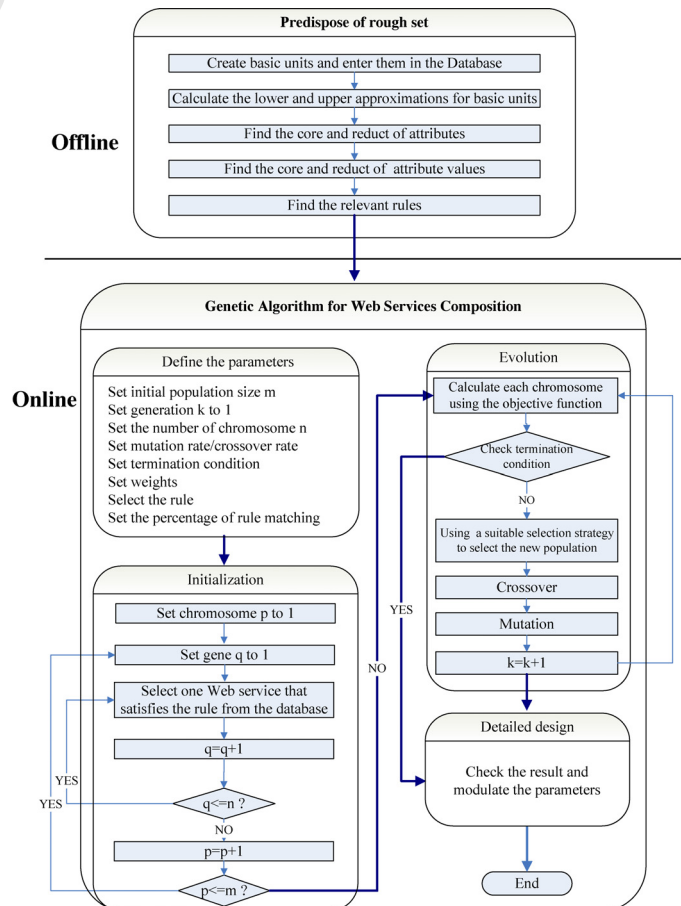 Predispose of rough set
Create basic units and enter them in the Database
Calculate the lower and upper approximations for basic units
Find the core and reduct of attributes
Find the core and reduct of attribute values
Find the relevant rules
Offline
Genetic Algorithm for Web Services Composition
Online
Define the parameters
Set initial population size m
Set generation k to 1
Set the number of chromosome n
Set mutation rate/crossover rate
Set termination condition
Set weights
Select the rule
Set the percentage of rule matching
Initialization
Set chromosome p to 1
Set gene q to 1
Select one Web service that
satisfies the rule from the database
q=q+1
q<=n ?
YES
YES
NO
p=p+1
p<=m ?
NO
Evolution
Calculate each chromosome
using the objective function
Check termination
condition
NO
YES
Using a suitable selection strategy
to select the new population
Crossover
Mutation
k=k+1
Detailed design
Check the result and
modulate the parameters
End